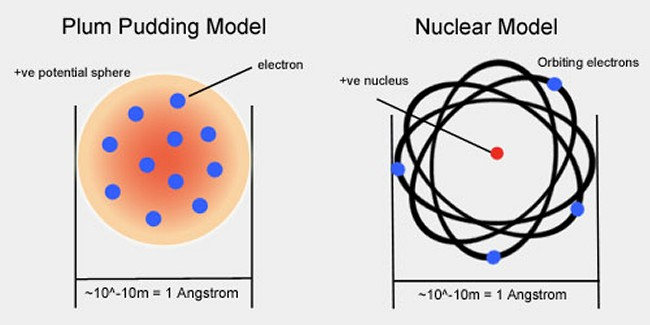 Plum Pudding Model
+ve potential sphere
electron
~10^-10m = 1 Angstrom
Nuclear Model
Orbiting electrons
+ve nucleus
~10^-10m = 1 Angstrom